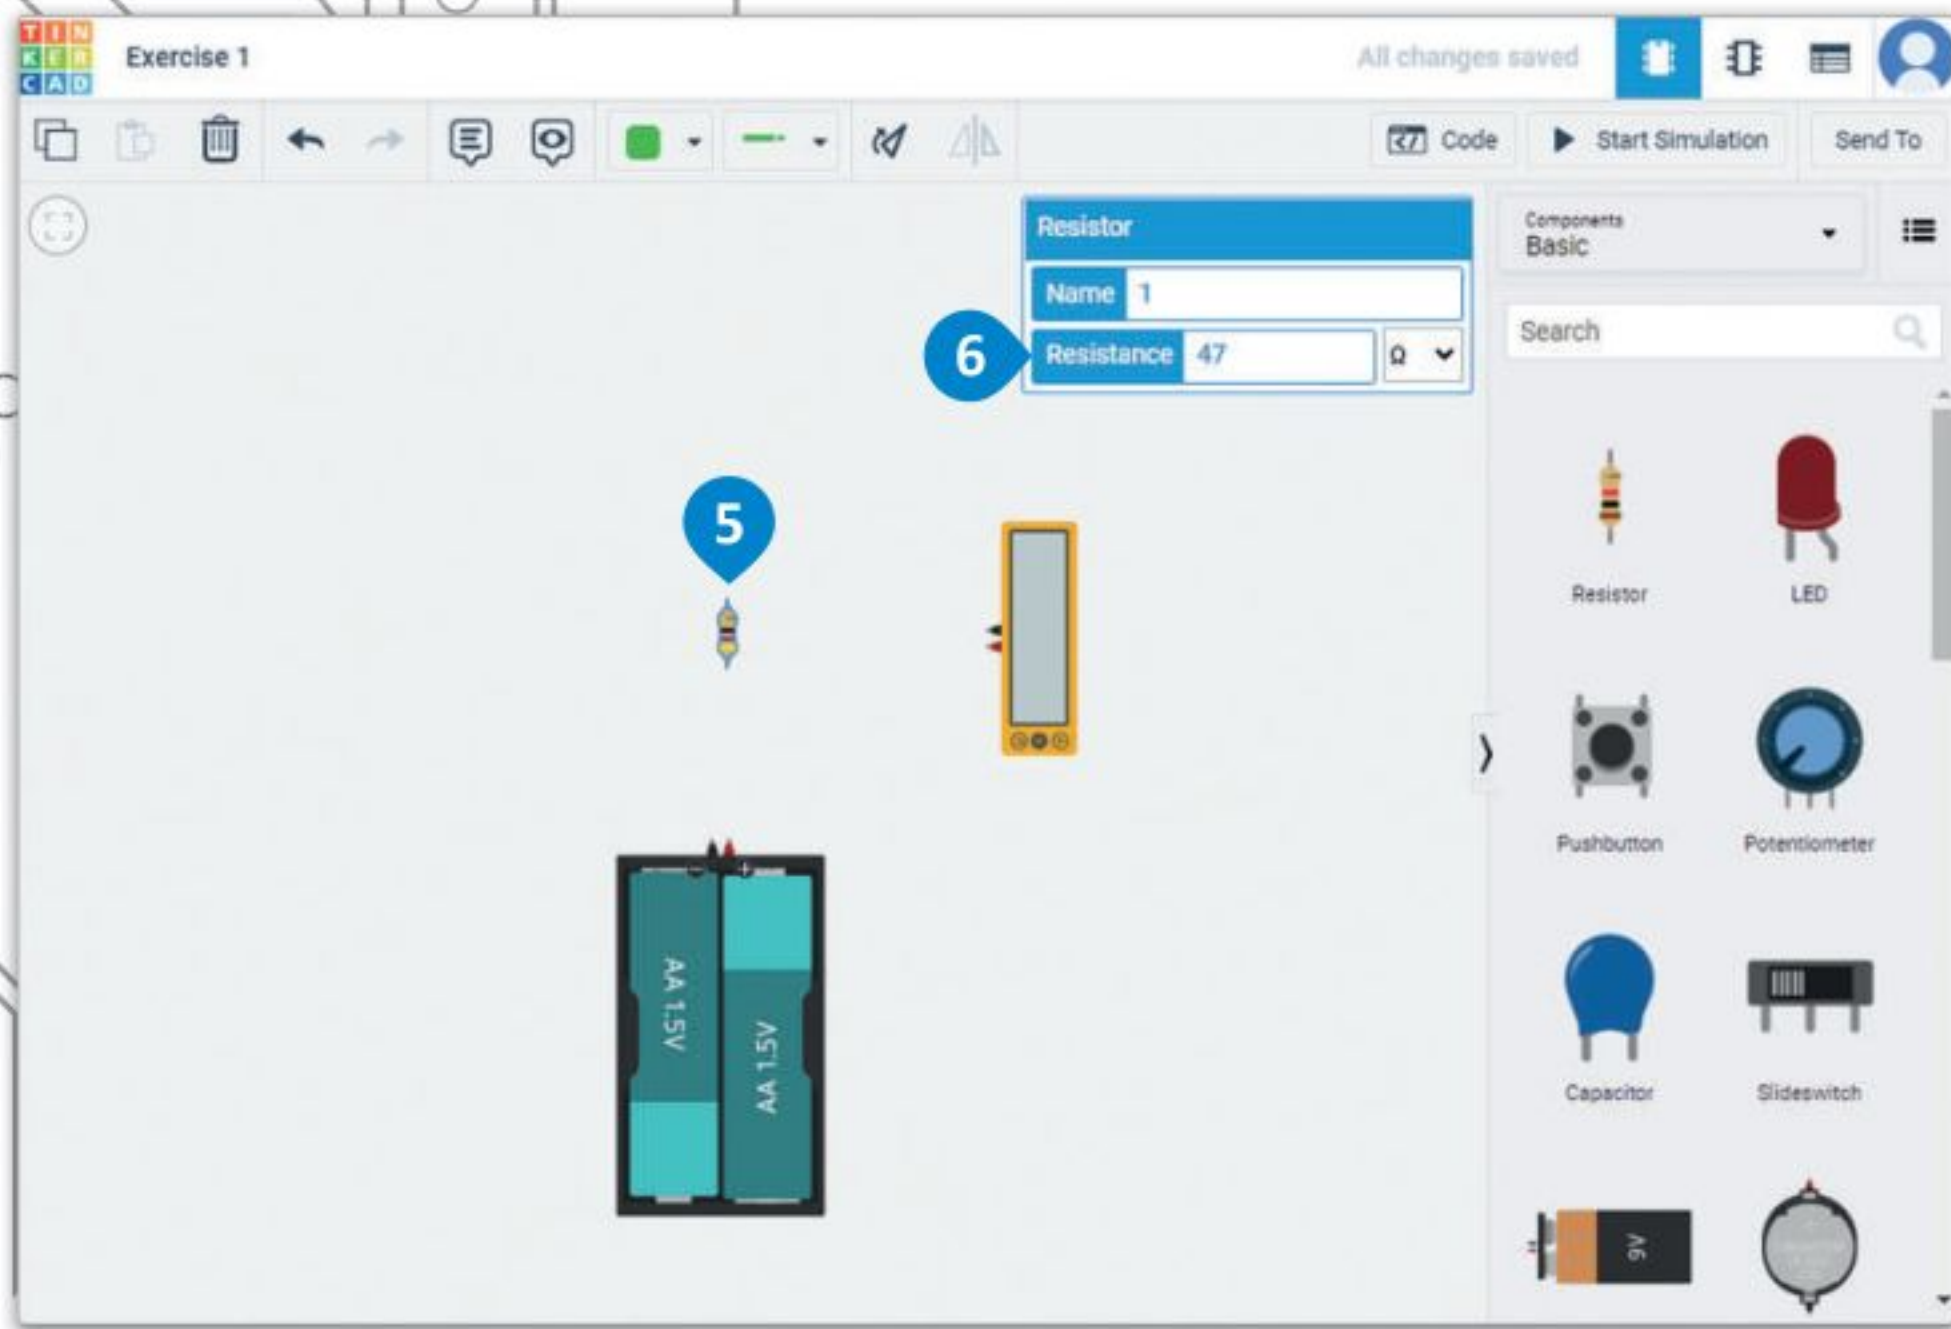 TIN
KER
CAD
Exercise 1
All changes saved
Code
Start Simulation
Send To
Resistor
Name 1
6
Resistance 47 Ω
Components
Basic
Search
5
Resistor
LED
Pushbutton
Potentiometer
AA 1.5V
AA 1.5V
Capacitor
Slideswitch
9V